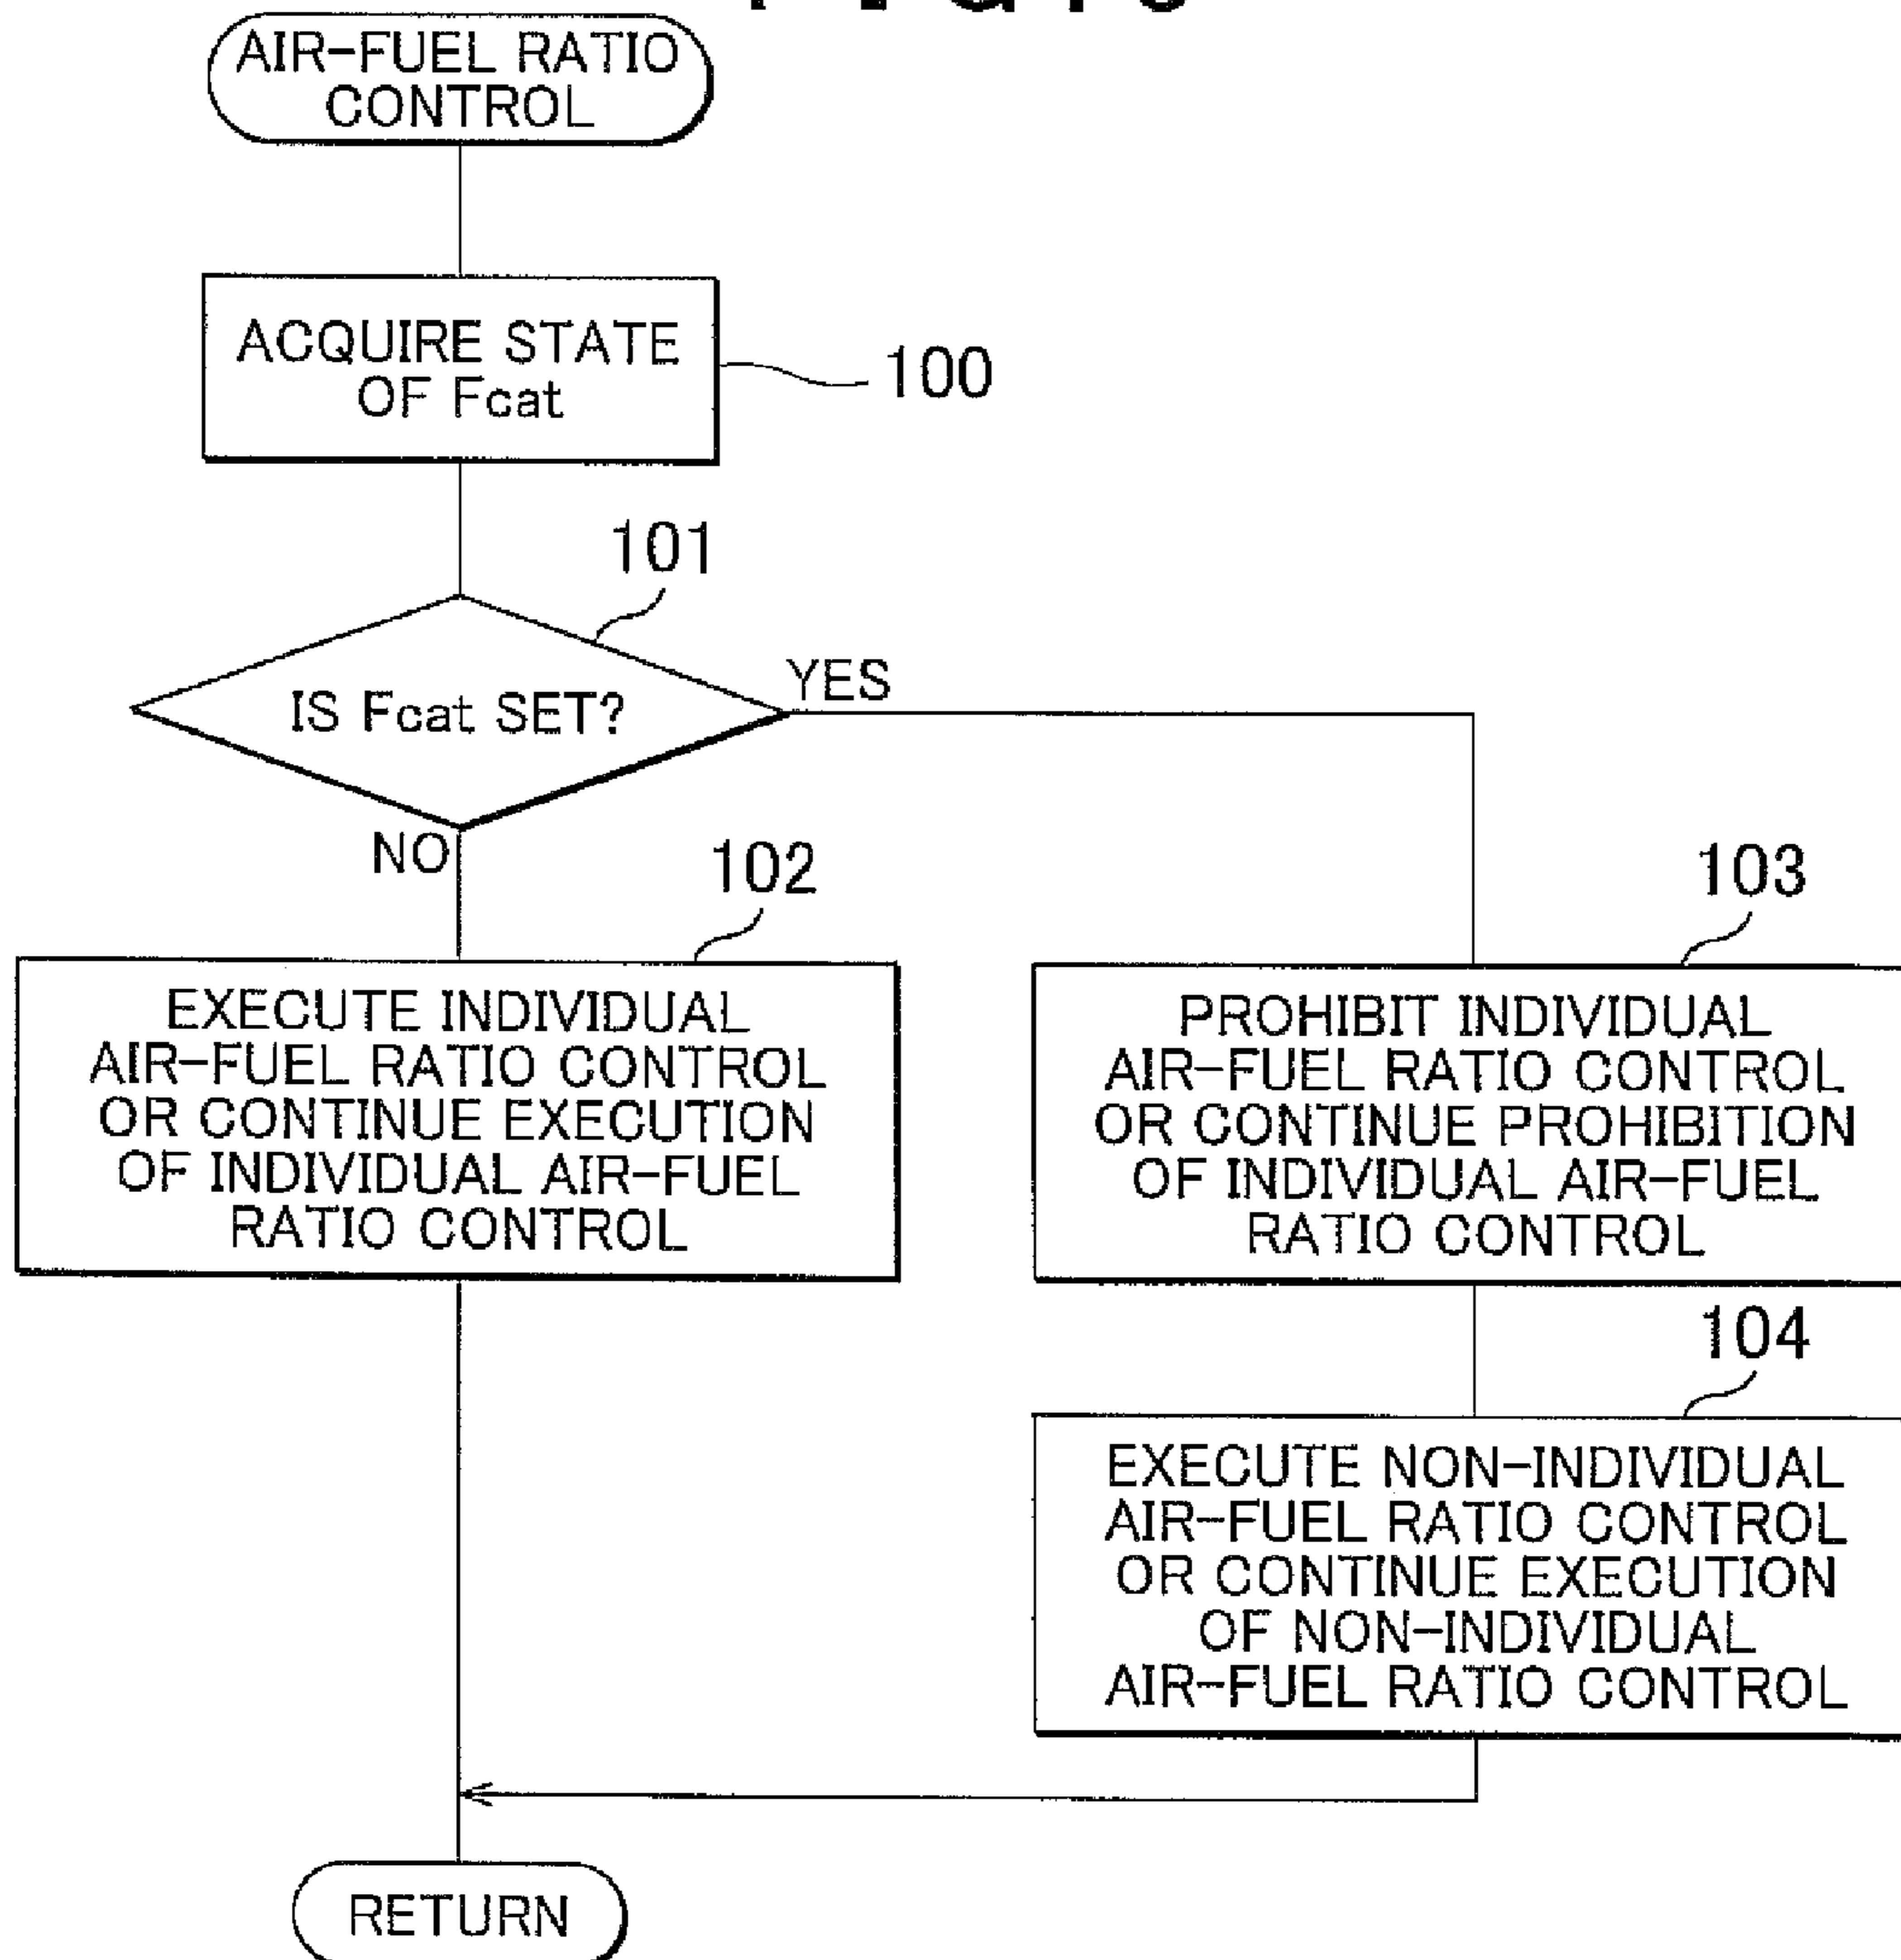 AIR-FUEL RATIO
CONTROL
ACQUIRE STATE
OF Fcat
100
101
IS Fcat SET?
YES
NO
102
EXECUTE INDIVIDUAL
AIR-FUEL RATIO CONTROL
OR CONTINUE EXECUTION
OF INDIVIDUAL AIR-FUEL
RATIO CONTROL
103
PROHIBIT INDIVIDUAL
AIR-FUEL RATIO CONTROL
OR CONTINUE PROHIBITION
OF INDIVIDUAL AIR-FUEL
RATIO CONTROL
104
EXECUTE NON-INDIVIDUAL
AIR-FUEL RATIO CONTROL
OR CONTINUE EXECUTION
OF NON-INDIVIDUAL
AIR-FUEL RATIO CONTROL
RETURN